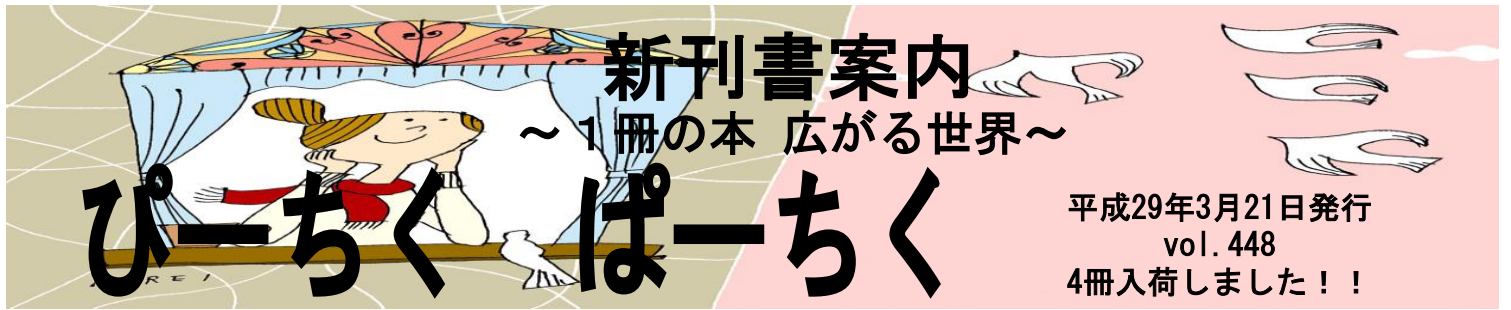 新刊書案内
～１冊の本 広がる世界～
ぴーちく ぱーちく
平成29年3月21日発行
vol.448
4冊入荷しました！！